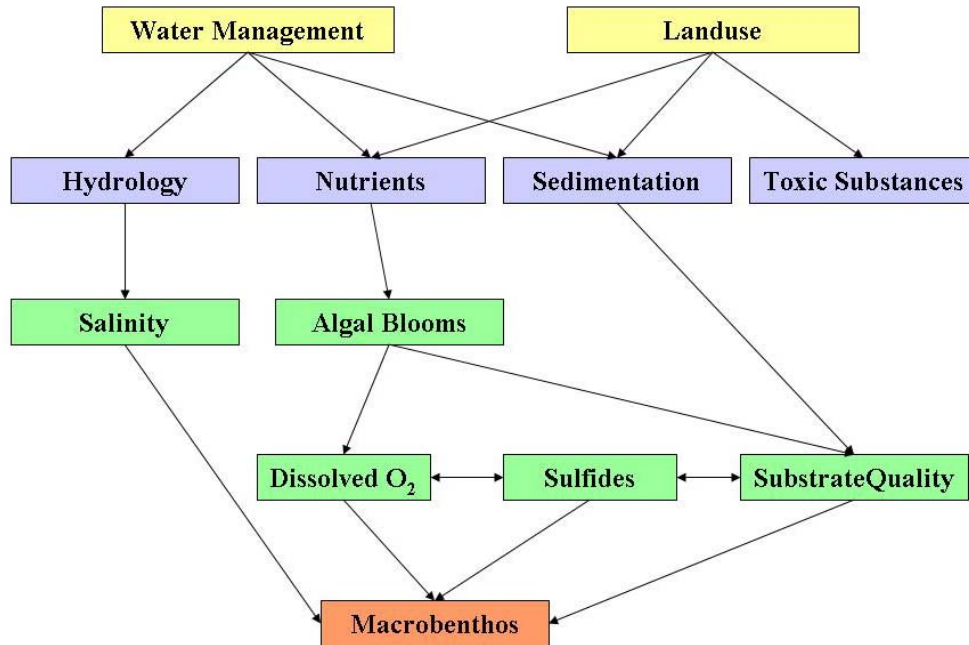 Water Management
Landuse
Hydrology
Nutrients
Sedimentation
Toxic Substances
Salinity
Algal Blooms
Dissolved O₂
Sulfides
SubstrateQuality
Macrobenthos